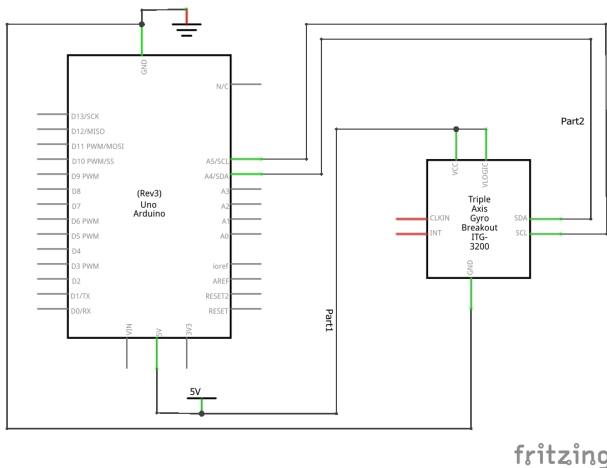 GND
N/C
D13/SCK
D12/MISO
D11 PWM/MOSI
D10 PWM/SS
D9 PWM
D8
D7
D6 PWM
D5 PWM
D4
D3 PWM
D2
D1/TX
D0/RX
(Rev3)
Uno
Arduino
A5/SCL
A4/SDA
A3
A2
A1
A0
ioref
AREF
RESET2
RESET
VIN
5V
3V3
5V
Part1
Part2
VCC
VLOGIC
CLKIN
INT
Triple
Axis
Gyro
Breakout
ITG-
3200
SDA
SCL
GND
fritzing